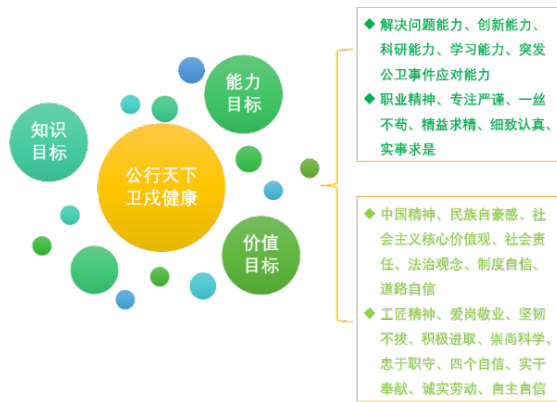 知识
目标
能力
目标
公行天下
卫戍健康
价值
目标
◆ 解决问题能力、创新能力、
科研能力、学习能力、突发
公卫事件应对能力
◆ 职业精神、专注严谨、一丝
不苟、精益求精、细致认真、
实事求是
◆ 中国精神、民族自豪感、社
会主义核心价值观、社会责
任、法治观念、制度自信、
道路自信
◆ 工匠精神、爱岗敬业、坚韧
不拔、积极进取、崇尚科学、
忠于职守、四个自信、实干
奉献、诚实劳动、自主自信